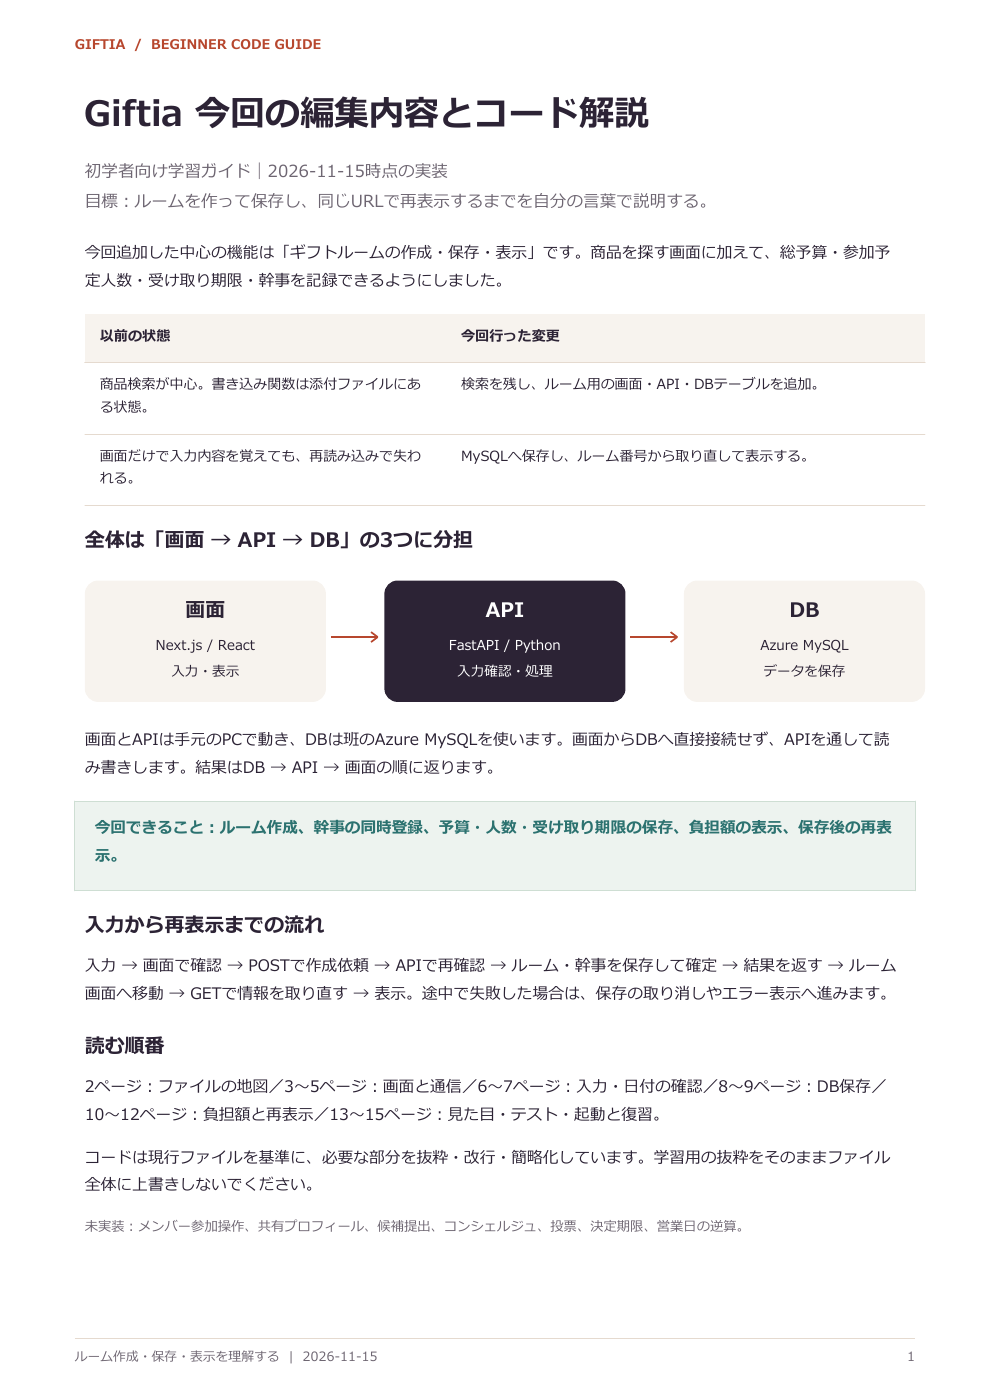 GIFTIA / BEGINNER CODE GUIDE
Giftia 今回の編集内容とコード解説
初学者向け学習ガイド｜2026-11-15時点の実装
目標：ルームを作って保存し、同じURLで再表示するまでを自分の言葉で説明する。
今回追加した中心の機能は「ギフトルームの作成・保存・表示」です。商品を探す画面に加えて、総予算・参加予
定人数・受け取り期限・幹事を記録できるようにしました。
以前の状態 今回行った変更
商品検索が中心。書き込み関数は添付ファイルにあ
る状態。
検索を残し、ルーム用の画面・API・DBテーブルを追加。
画面だけで入力内容を覚えても、再読み込みで失わ
れる。
MySQLへ保存し、ルーム番号から取り直して表示する。
全体は「画面 → API → DB」の3つに分担
画面
Next.js / React
入力・表示
API
FastAPI / Python
入力確認・処理
DB
Azure MySQL
データを保存
画面とAPIは手元のPCで動き、DBは班のAzure MySQLを使います。画面からDBへ直接接続せず、APIを通して読
み書きします。結果はDB → API → 画面の順に返ります。
今回できること：ルーム作成、幹事の同時登録、予算・人数・受け取り期限の保存、負担額の表示、保存後の再表
示。
入力から再表示までの流れ
入力 → 画面で確認 → POSTで作成依頼 → APIで再確認 → ルーム・幹事を保存して確定 → 結果を返す → ルーム
画面へ移動 → GETで情報を取り直す → 表示。途中で失敗した場合は、保存の取り消しやエラー表示へ進みます。
読む順番
2ページ：ファイルの地図／3〜5ページ：画面と通信／6〜7ページ：入力・日付の確認／8〜9ページ：DB保存／
10〜12ページ：負担額と再表示／13〜15ページ：見た目・テスト・起動と復習。
コードは現行ファイルを基準に、必要な部分を抜粋・改行・簡略化しています。学習用の抜粋をそのままファイル
全体に上書きしないでください。
未実装：メンバー参加操作、共有プロフィール、候補提出、コンシェルジュ、投票、決定期限、営業日の逆算。
ルーム作成・保存・表示を理解する | 2026-11-15
1